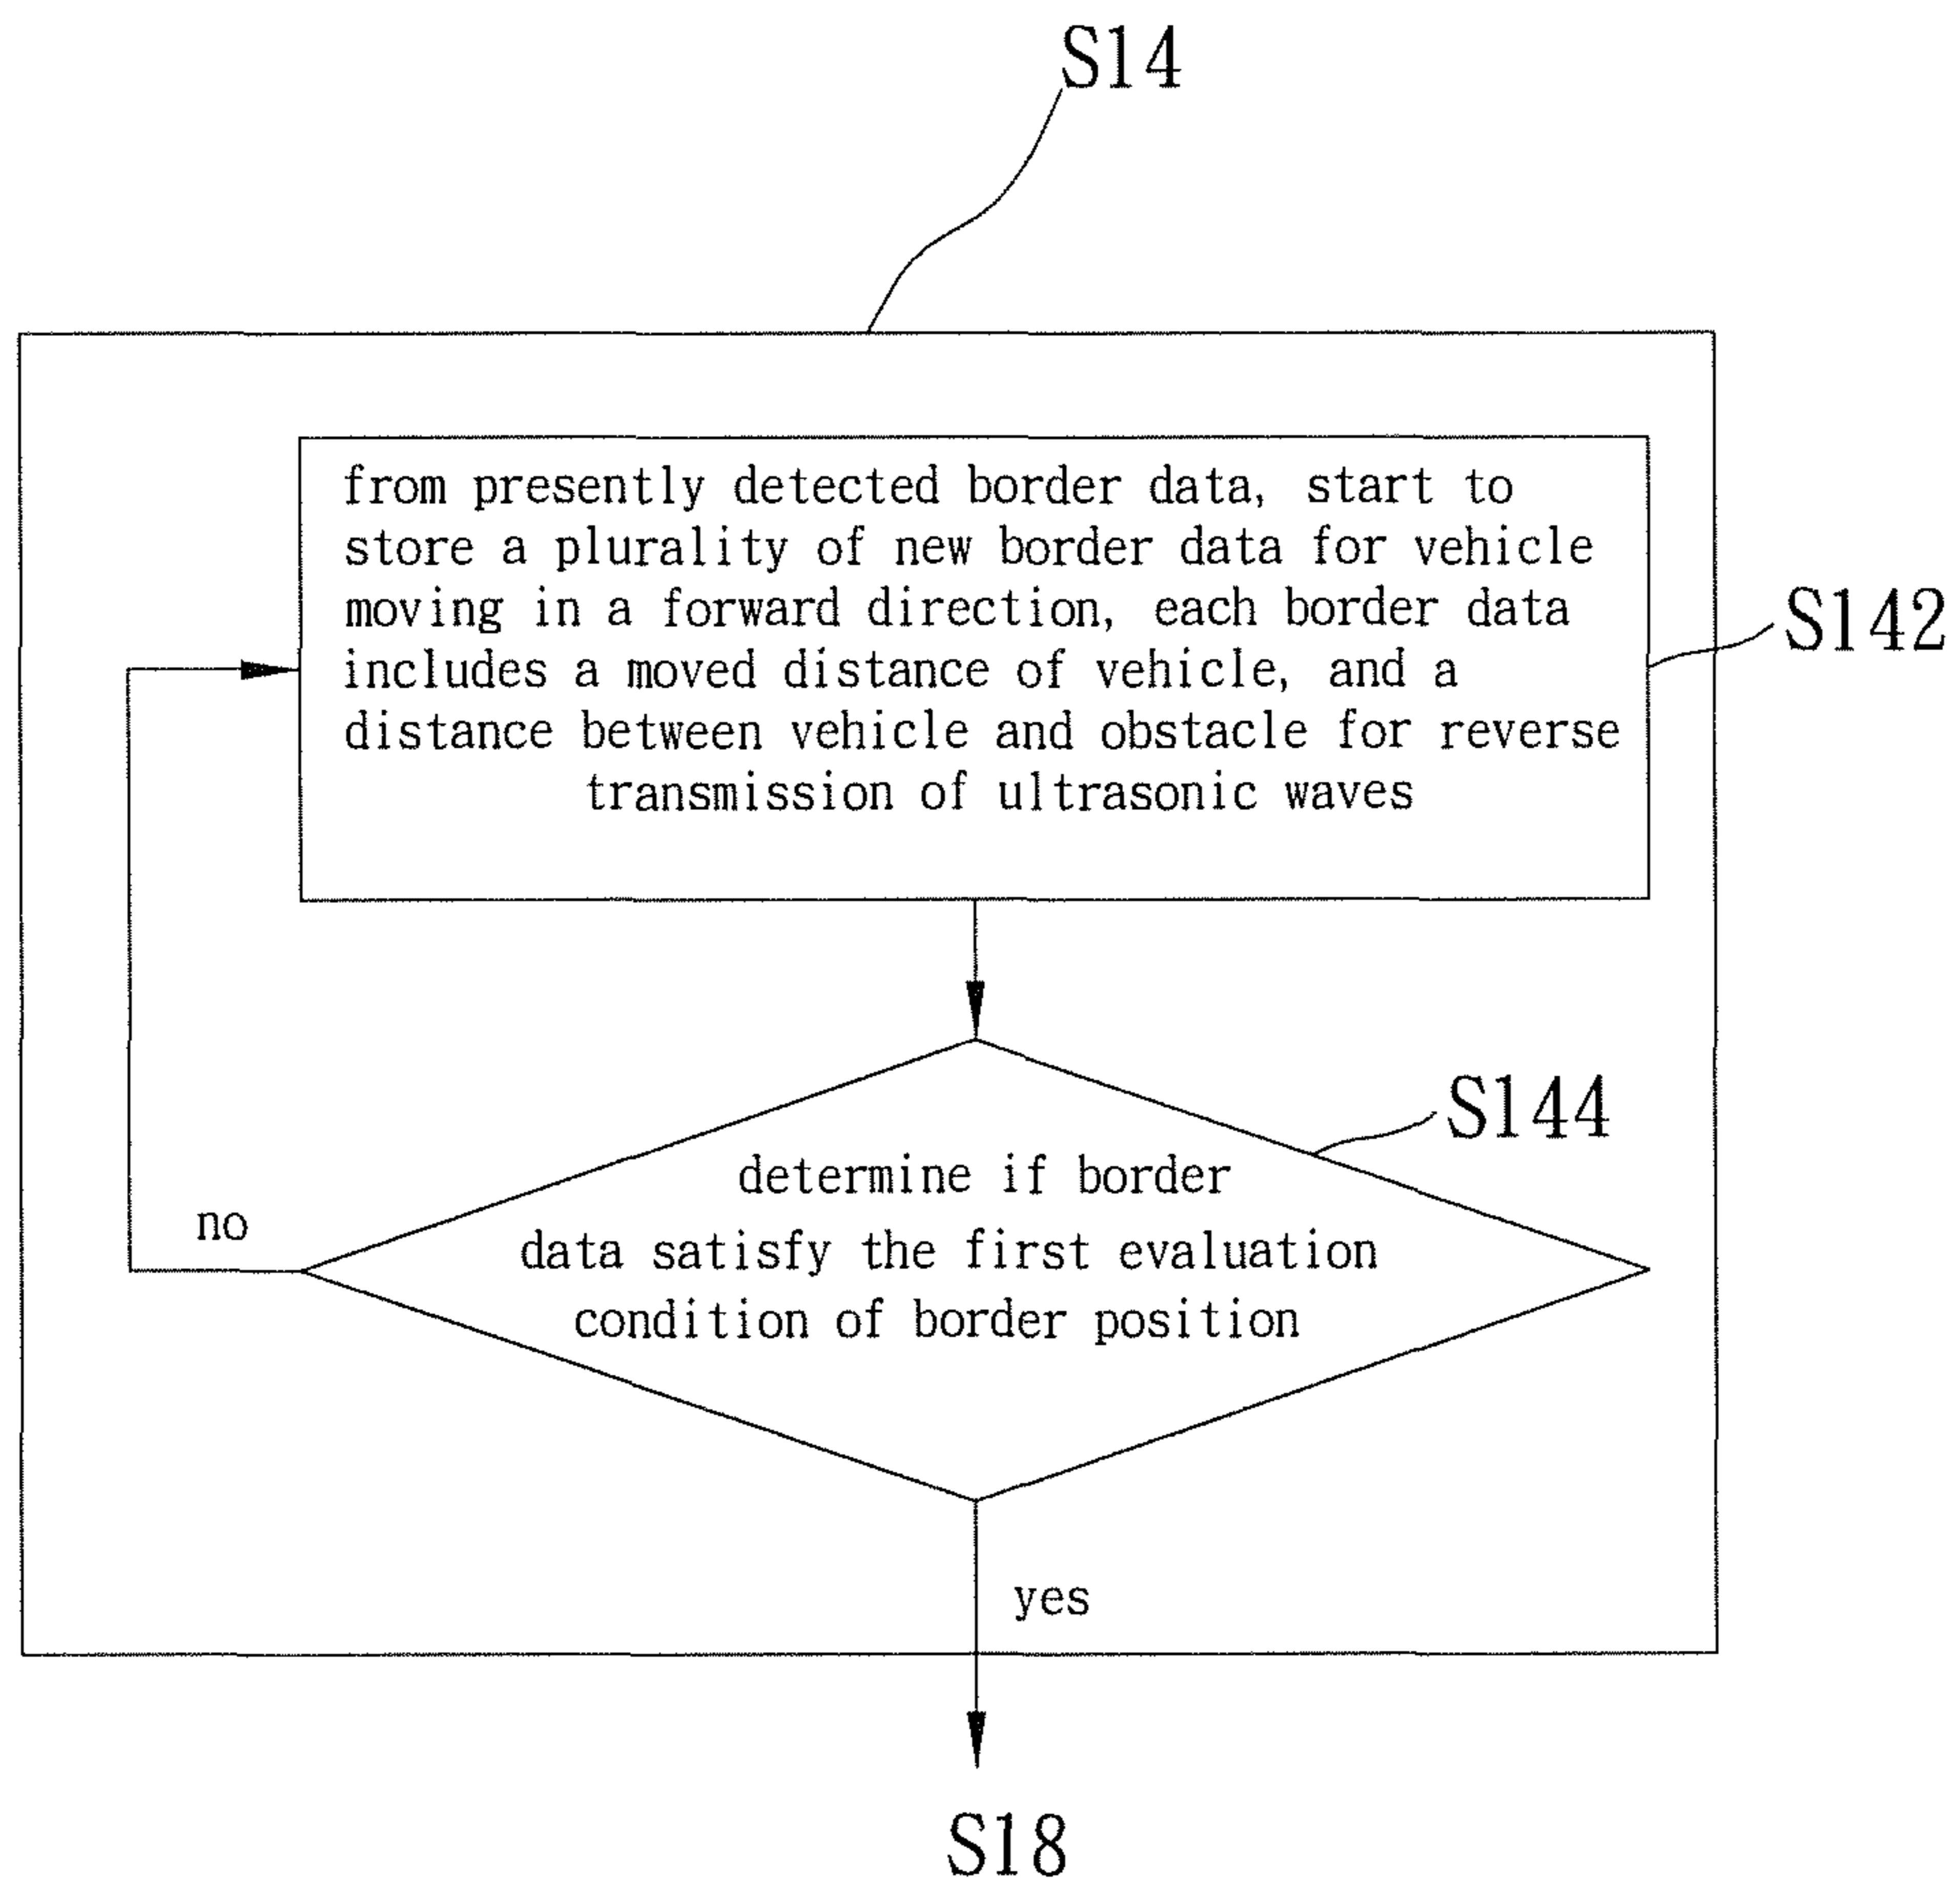 S14
from presently detected border data, start to
store a plurality of new border data for vehicle
moving in a forward direction, each border data
includes a moved distance of vehicle, and a
distance between vehicle and obstacle for reverse
transmission of ultrasonic waves
S142
S144
determine if border
data satisfy the first evaluation
condition of border position
no
yes
S18